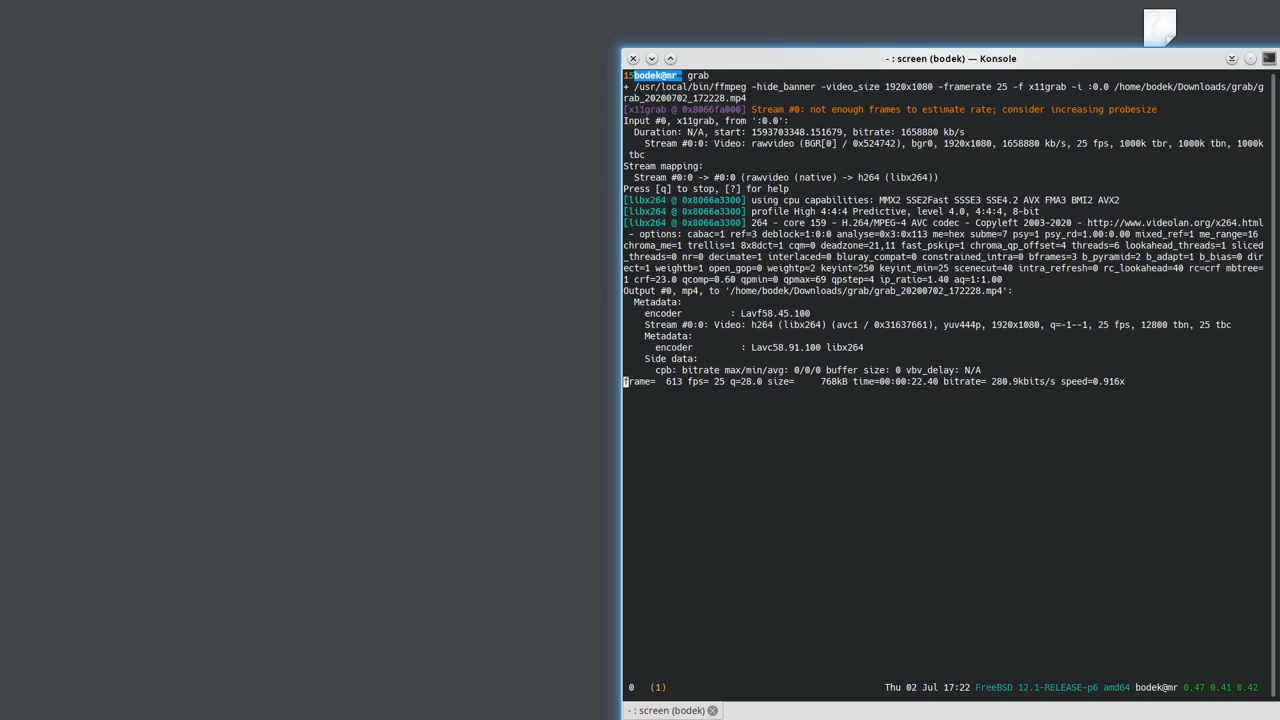 - : screen (bodek) — Konsole
15bodek@mr: grab
+ /usr/local/bin/ffmpeg -hide_banner -video_size 1920x1080 -framerate 25 -f x11grab -i :0.0 /home/bodek/Downloads/grab/g
rab_20200702_172228.mp4
[x11grab @ 0x8066fa000] Stream #0: not enough frames to estimate rate; consider increasing probesize
Input #0, x11grab, from ':0.0':
  Duration: N/A, start: 1593703348.151679, bitrate: 1658880 kb/s
    Stream #0:0: Video: rawvideo (BGR[0] / 0x524742), bgr0, 1920x1080, 1658880 kb/s, 25 fps, 1000k tbr, 1000k tbn, 1000k
 tbc
Stream mapping:
  Stream #0:0 -> #0:0 (rawvideo (native) -> h264 (libx264))
Press [q] to stop, [?] for help
[libx264 @ 0x8066a3300] using cpu capabilities: MMX2 SSE2Fast SSSE3 SSE4.2 AVX FMA3 BMI2 AVX2
[libx264 @ 0x8066a3300] profile High 4:4:4 Predictive, level 4.0, 4:4:4, 8-bit
[libx264 @ 0x8066a3300] 264 - core 159 - H.264/MPEG-4 AVC codec - Copyleft 2003-2020 - http://www.videolan.org/x264.html
 - options: cabac=1 ref=3 deblock=1:0:0 analyse=0x3:0x113 me=hex subme=7 psy=1 psy_rd=1.00:0.00 mixed_ref=1 me_range=16
chroma_me=1 trellis=1 8x8dct=1 cqm=0 deadzone=21,11 fast_pskip=1 chroma_qp_offset=4 threads=6 lookahead_threads=1 sliced
_threads=0 nr=0 decimate=1 interlaced=0 bluray_compat=0 constrained_intra=0 bframes=3 b_pyramid=2 b_adapt=1 b_bias=0 dir
ect=1 weightb=1 open_gop=0 weightp=2 keyint=250 keyint_min=25 scenecut=40 intra_refresh=0 rc_lookahead=40 rc=crf mbtree=
1 crf=23.0 qcomp=0.60 qpmin=0 qpmax=69 qpstep=4 ip_ratio=1.40 aq=1:1.00
Output #0, mp4, to '/home/bodek/Downloads/grab/grab_20200702_172228.mp4':
  Metadata:
    encoder         : Lavf58.45.100
    Stream #0:0: Video: h264 (libx264) (avc1 / 0x31637661), yuv444p, 1920x1080, q=-1--1, 25 fps, 12800 tbn, 25 tbc
    Metadata:
      encoder         : Lavc58.91.100 libx264
    Side data:
      cpb: bitrate max/min/avg: 0/0/0 buffer size: 0 vbv_delay: N/A
frame=  613 fps= 25 q=28.0 size=     768kB time=00:00:22.40 bitrate= 280.9kbits/s speed=0.916x
0 (1) Thu 02 Jul 17:22 FreeBSD 12.1-RELEASE-p6 amd64 bodek@mr 0.47 0.41 0.42
- : screen (bodek)